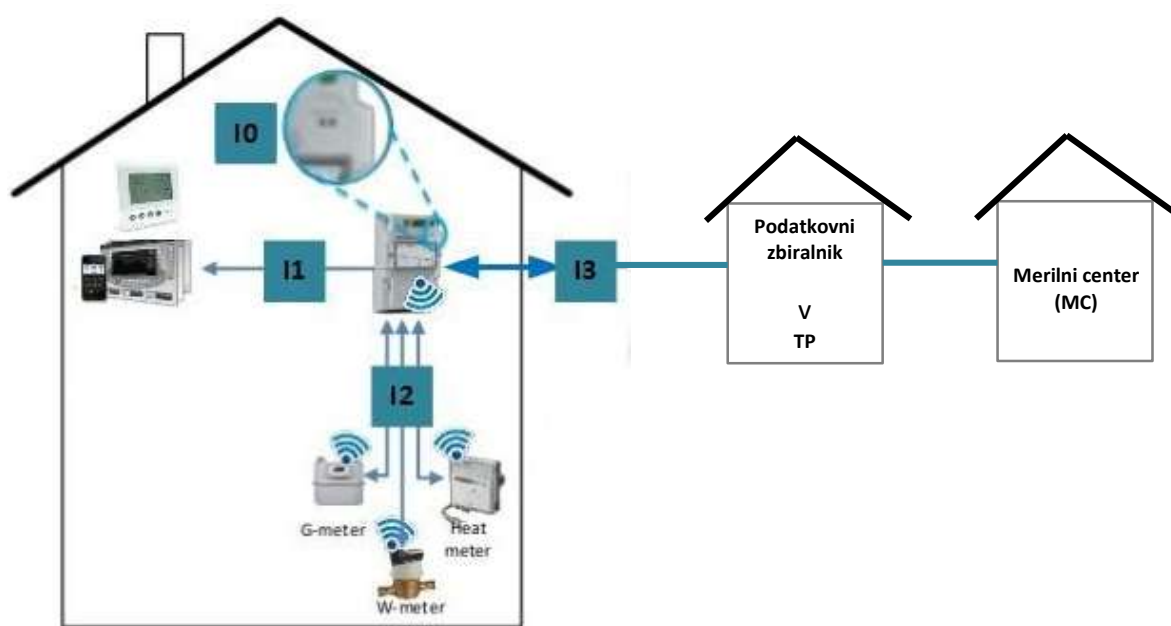 I0
I1
I2
I3
G-meter
Heat
meter
W-meter
Podatkovni
zbiralnik
V
TP
Merilni center
(MC)